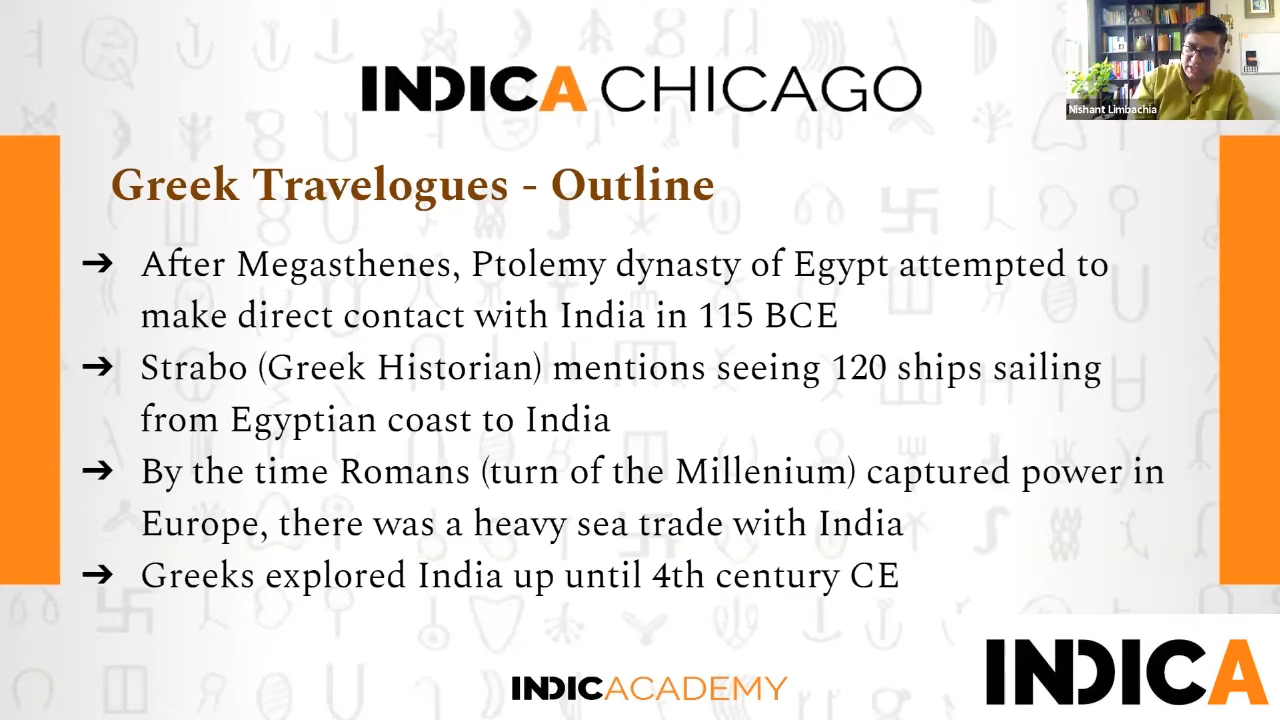 INDICA CHICAGO
Nishant Limbachia
Greek Travelogues - Outline
➔ After Megasthenes, Ptolemy dynasty of Egypt attempted to
make direct contact with India in 115 BCE
➔ Strabo (Greek Historian) mentions seeing 120 ships sailing
from Egyptian coast to India
➔ By the time Romans (turn of the Millenium) captured power in
Europe, there was a heavy sea trade with India
➔ Greeks explored India up until 4th century CE
INDICACADEMY
INDICA